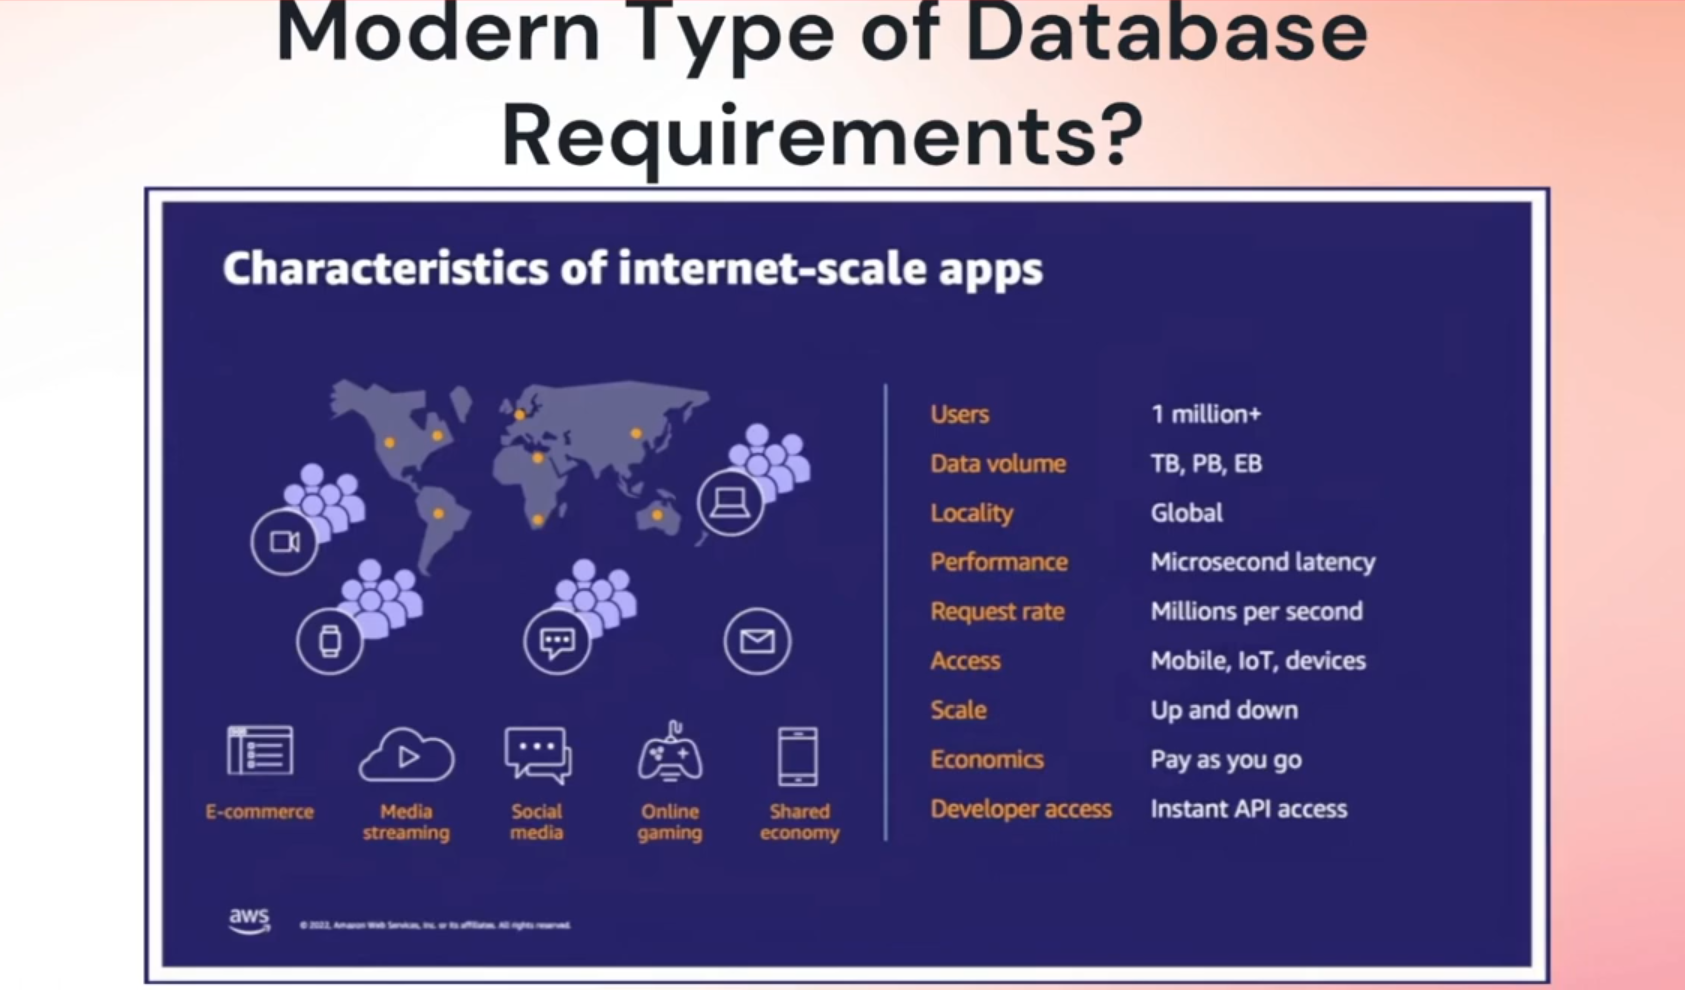 Modern Type of Database
Requirements?
Characteristics of internet-scale apps
Users 1 million+
Data volume TB, PB, EB
Locality Global
Performance Microsecond latency
Request rate Millions per second
Access Mobile, IoT, devices
Scale Up and down
Economics Pay as you go
Developer access Instant API access
E-commerce
Media
streaming
Social
media
Online
gaming
Shared
economy
aws
© 2022, Amazon Web Services, Inc. or its affiliates. All rights reserved.